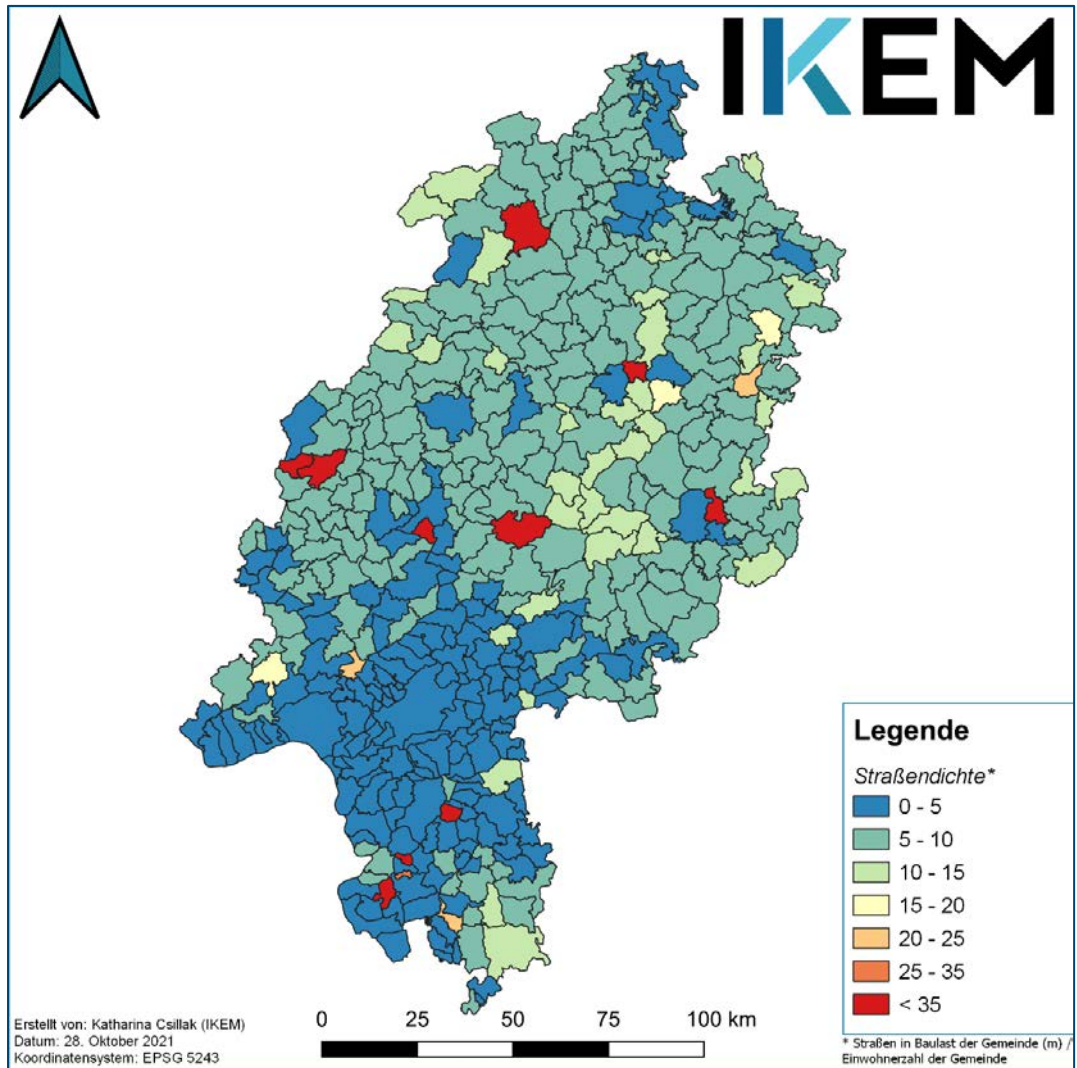 IKEM
Legende
Straßendichte*
0 - 5
5 - 10
10 - 15
15 - 20
20 - 25
25 - 35
< 35
0 25 50 75 100 km
Erstellt von: Katharina Csillak (IKEM)
Datum: 28. Oktober 2021
Koordinatensystem: EPSG 5243
* Straßen in Baulast der Gemeinde (m) /
Einwohnerzahl der Gemeinde